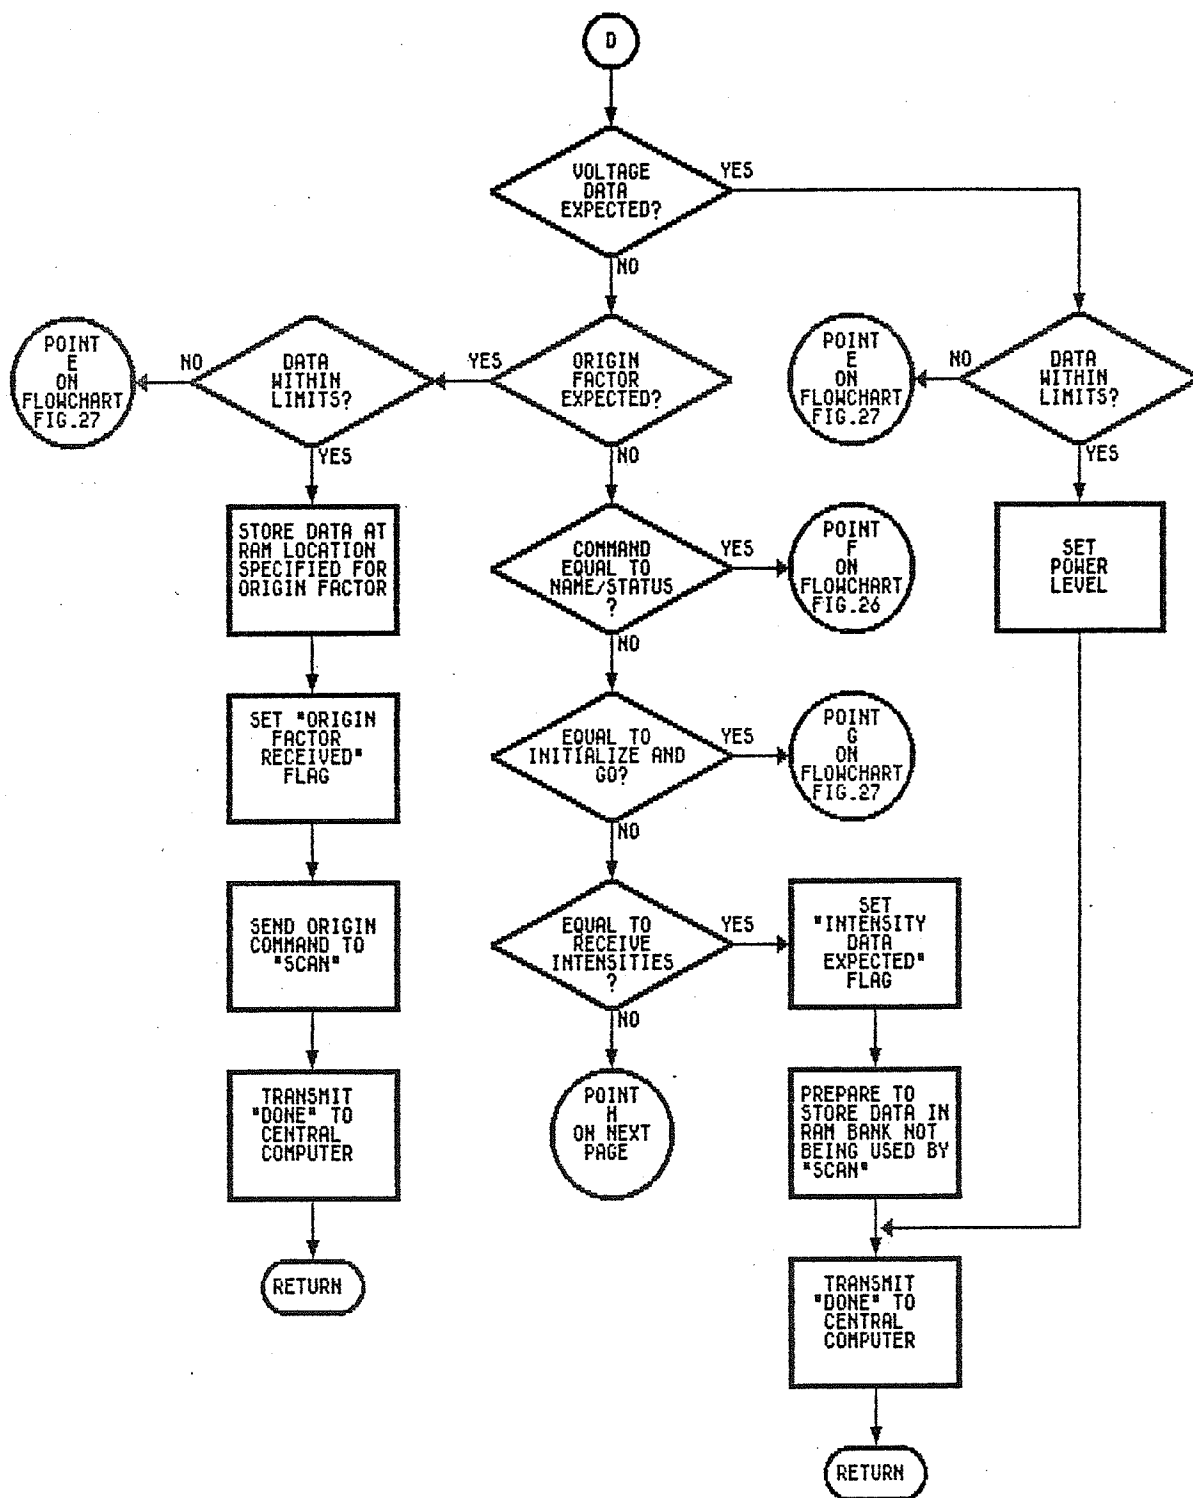 D
VOLTAGE
DATA
EXPECTED?
YES
NO
POINT
E
ON
FLOWCHART
FIG.27
NO
DATA
WITHIN
LIMITS?
YES
ORIGIN
FACTOR
EXPECTED?
POINT
E
ON
FLOWCHART
FIG.27
NO
DATA
WITHIN
LIMITS?
YES
NO
YES
STORE DATA AT
RAM LOCATION
SPECIFIED FOR
ORIGIN FACTOR
COMMAND
EQUAL TO
NAME/STATUS
?
YES
POINT
F
ON
FLOWCHART
FIG.26
SET
POWER
LEVEL
NO
SET "ORIGIN
FACTOR
RECEIVED"
FLAG
EQUAL TO
INITIALIZE AND
GO?
YES
POINT
G
ON
FLOWCHART
FIG.27
NO
SEND ORIGIN
COMMAND TO
"SCAN"
EQUAL TO
RECEIVE
INTENSITIES
?
YES
SET
"INTENSITY
DATA
EXPECTED"
FLAG
NO
TRANSMIT
"DONE" TO
CENTRAL
COMPUTER
POINT
H
ON NEXT
PAGE
PREPARE TO
STORE DATA IN
RAM BANK NOT
BEING USED BY
"SCAN"
RETURN
TRANSMIT
"DONE" TO
CENTRAL
COMPUTER
RETURN